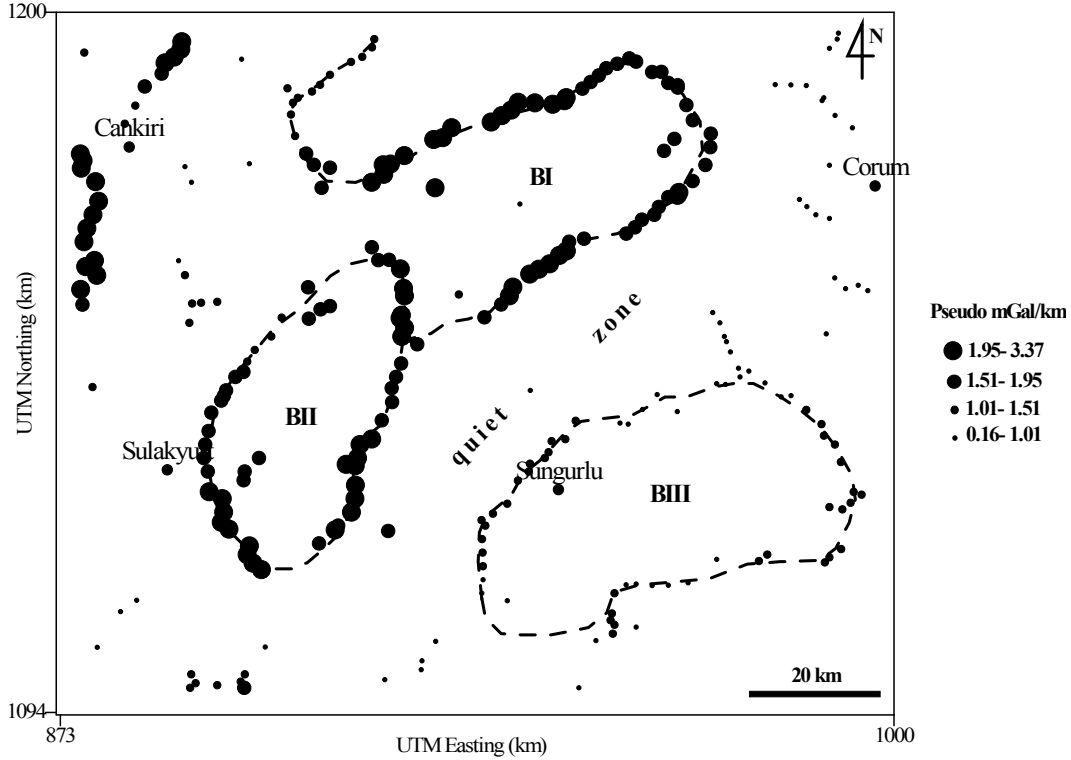 1200
N
Cankiri
Corum
BI
UTM Northing (km)
zone
Pseudo mGal/km
1.95- 3.37
1.51- 1.95
1.01- 1.51
0.16- 1.01
BII
quiet
Sulakyurt
Sungurlu
BIII
20 km
1094
873
1000
UTM Easting (km)